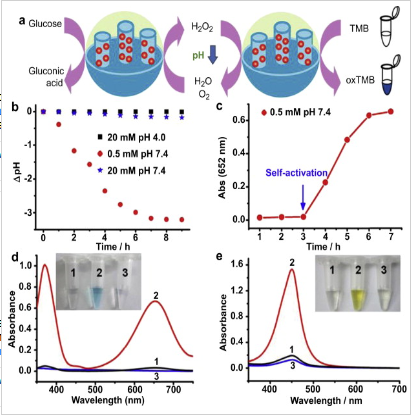 a
Glucose
H₂O₂
TMB
pH
Gluconic
acid
H₂O
O₂
oxTMB
b
ΔpH
0
-1
-2
-3
20 mM pH 4.0
0.5 mM pH 7.4
20 mM pH 7.4
0 2 4 6 8
Time / h
c
Abs (652 nm)
0.6
0.4
0.2
0.0
0.5 mM pH 7.4
Self-activation
1 2 3 4 5 6 7
Time / h
d
Absorbance
1.0
0.8
0.6
0.4
0.2
0.0
1 2 3
2
1
3
400 500 600 700
Wavelength (nm)
e
Absorbance
1.6
1.2
0.8
0.4
0.0
2
1 2 3
1
3
400 500 600 700
Wavelength / nm